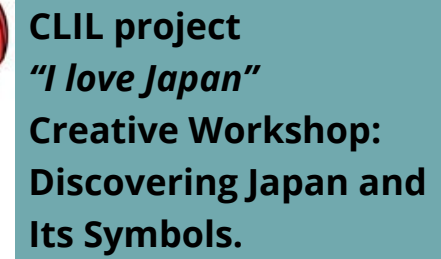 CLIL project
“I love Japan”
Creative Workshop:
Discovering Japan and
Its Symbols.